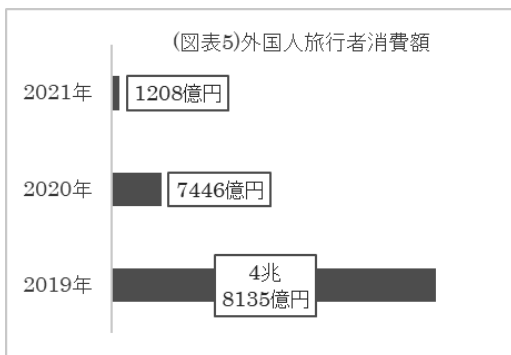 (図表5)外国人旅行者消費額
2021年
1208億円
2020年
7446億円
2019年
4兆
8135億円